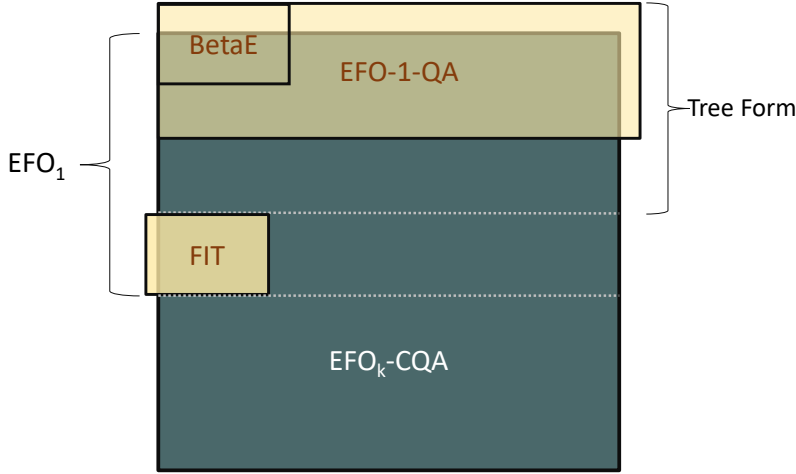 BetaE
EFO-1-QA
Tree Form
EFO₁
FIT
EFOₖ-CQA